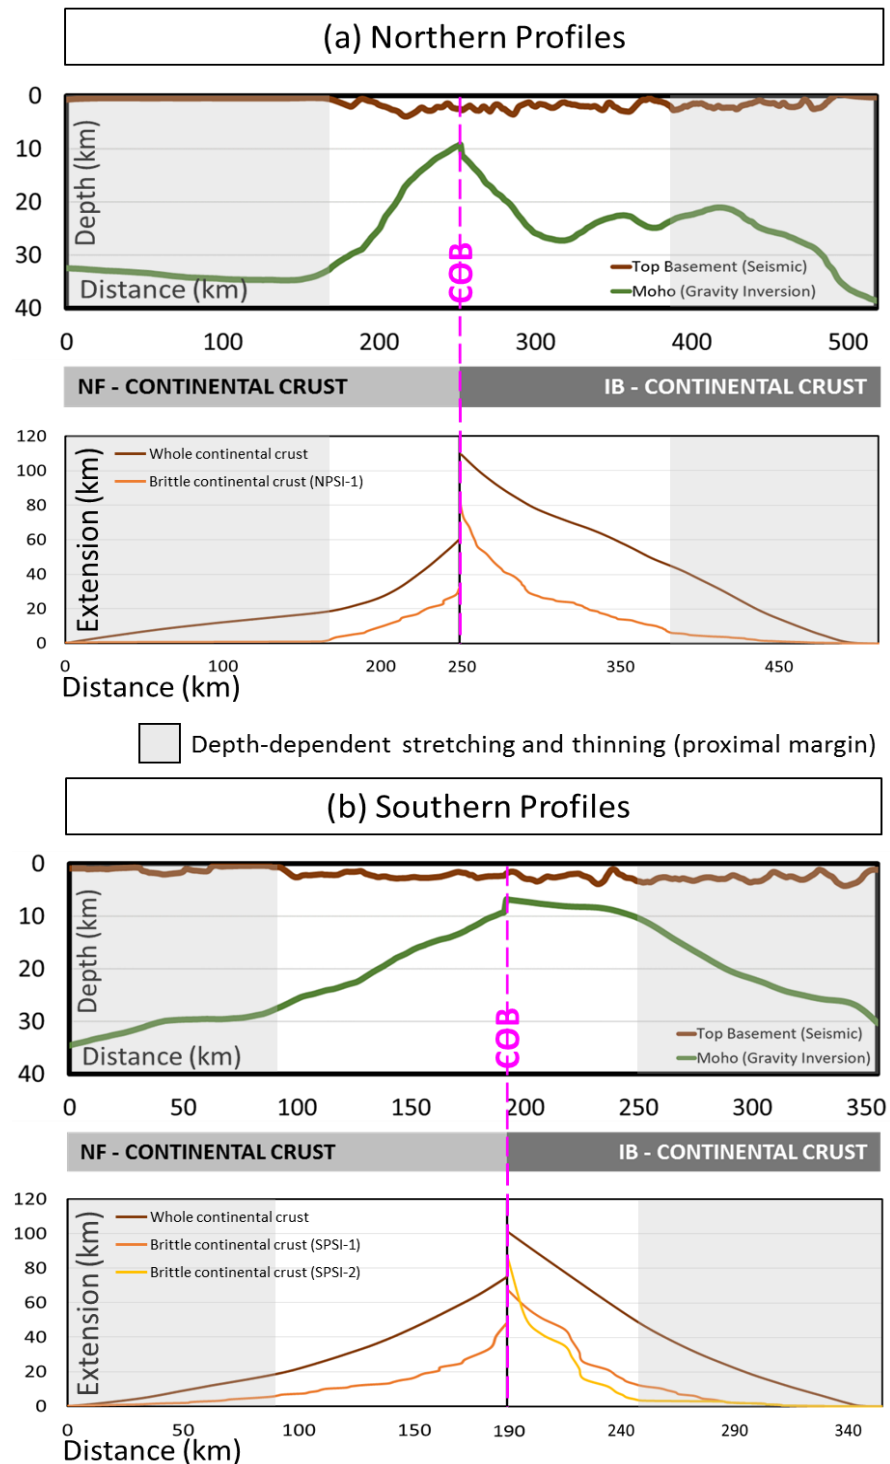 (a) Northern Profiles
0
10
20
30
40
Depth (km)
Distance (km)
COB
Top Basement (Seismic)
Moho (Gravity Inversion)
0 100 200 300 400 500
NF - CONTINENTAL CRUST
IB - CONTINENTAL CRUST
120
100
80
60
40
20
0
Extension (km)
Whole continental crust
Brittle continental crust (NPSI-1)
0 100 200 250 350 450
Distance (km)
Depth-dependent stretching and thinning (proximal margin)
(b) Southern Profiles
0
10
20
30
40
Depth (km)
Distance (km)
COB
Top Basement (Seismic)
Moho (Gravity Inversion)
0 50 100 150 200 250 300 350
NF - CONTINENTAL CRUST
IB - CONTINENTAL CRUST
120
100
80
60
40
20
0
Extension (km)
Whole continental crust
Brittle continental crust (SPSI-1)
Brittle continental crust (SPSI-2)
0 50 100 150 190 240 290 340
Distance (km)